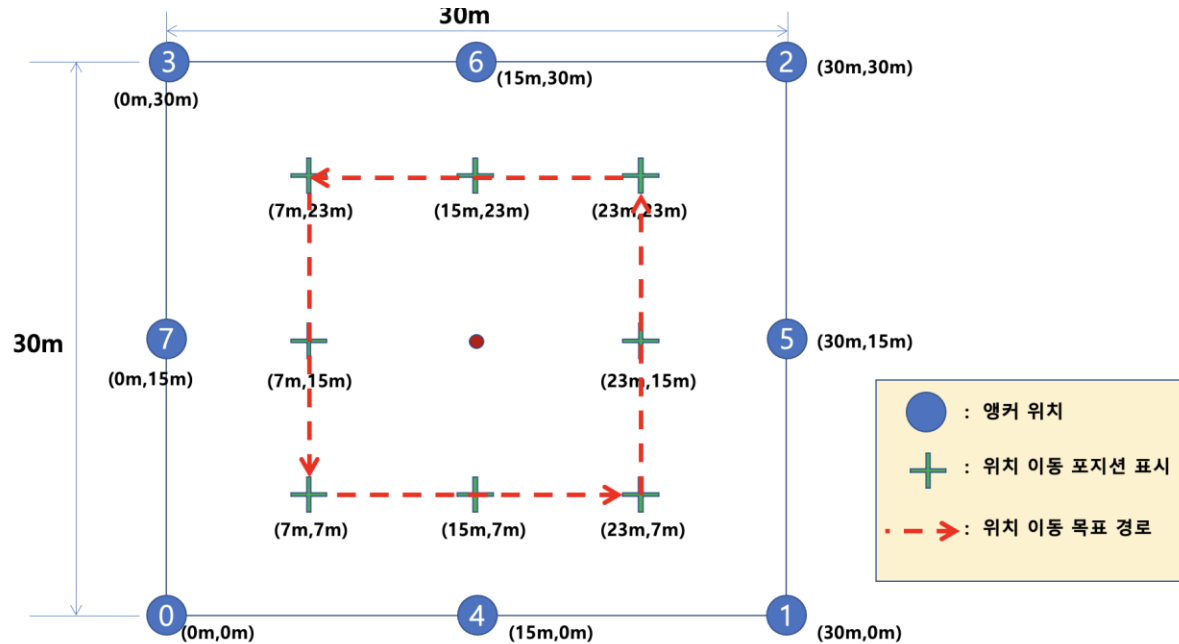 30m
3
6
2
(0m,30m)
(15m,30m)
(30m,30m)
(7m,23m)
(15m,23m)
(23m,23m)
30m
7
5
(0m,15m)
(7m,15m)
(23m,15m)
(30m,15m)
: 앵커 위치
: 위치 이동 포지션 표시
: 위치 이동 목표 경로
(7m,7m)
(15m,7m)
(23m,7m)
0
4
1
(0m,0m)
(15m,0m)
(30m,0m)